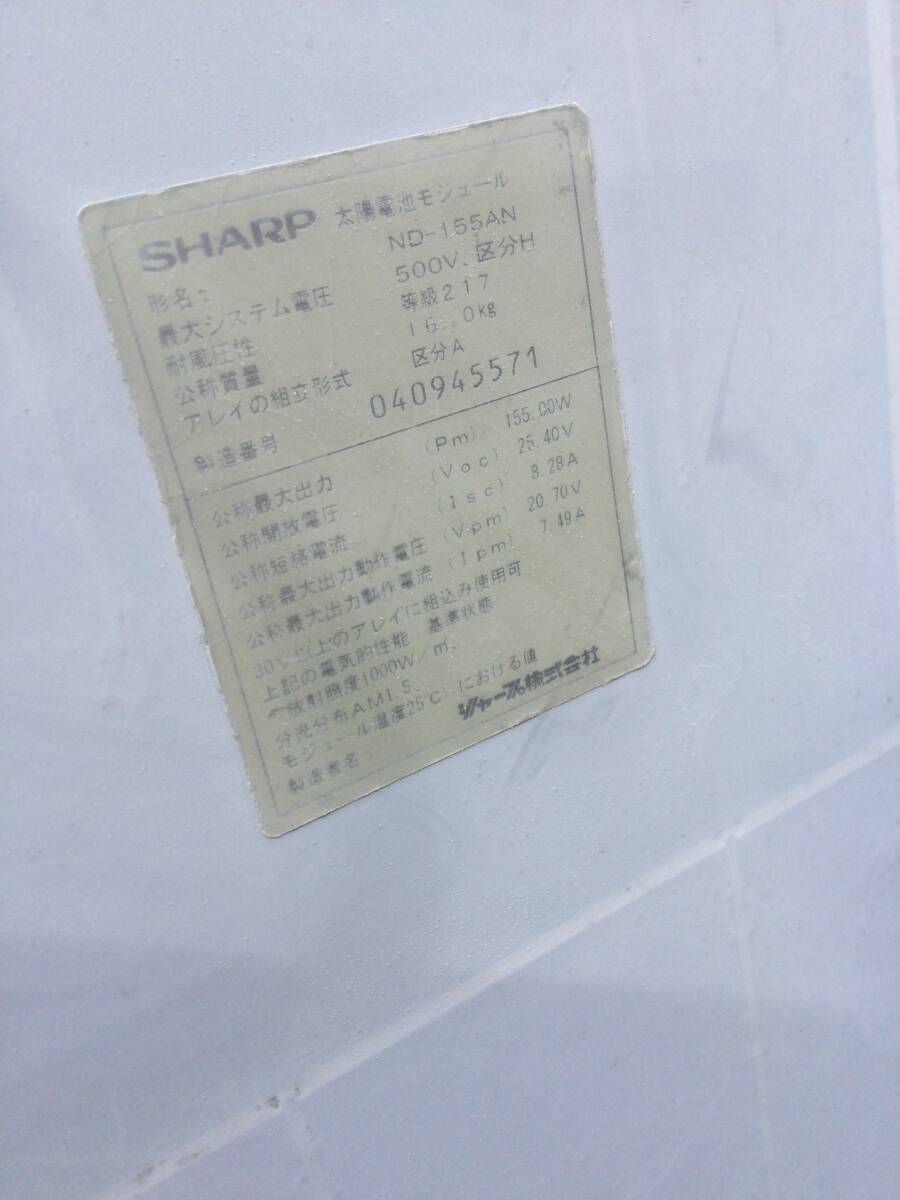 SHARP 太陽電池モジュール
形名: ND-155AN
最大システム電圧 500V、区分H
耐風圧性 等級217
公称質量 16.0kg
アレイの組立形式 区分A
製造番号 040945571
公称最大出力 (Pm) 155.00W
公称開放電圧 (Voc) 25.40V
公称短絡電流 (Isc) 8.28A
公称最大出力動作電圧 (Vpm) 20.70V
公称最大出力動作電流 (Ipm) 7.49A
30V以上のアレイに組込み使用可
上記の電気的性能 基準状態
(放射照度1000W/㎡、
分光分布AM1.5、
モジュール温度25℃)における値
製造者名 シャープ株式会社